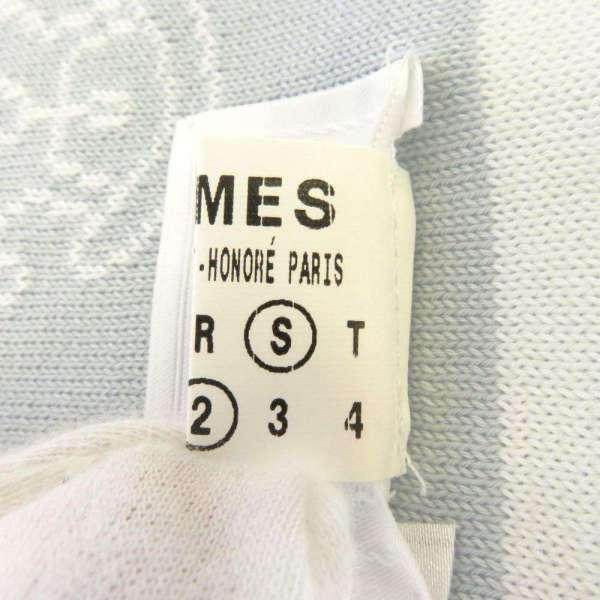 MES
-HONORÉ PARIS
R S T
2 3 4